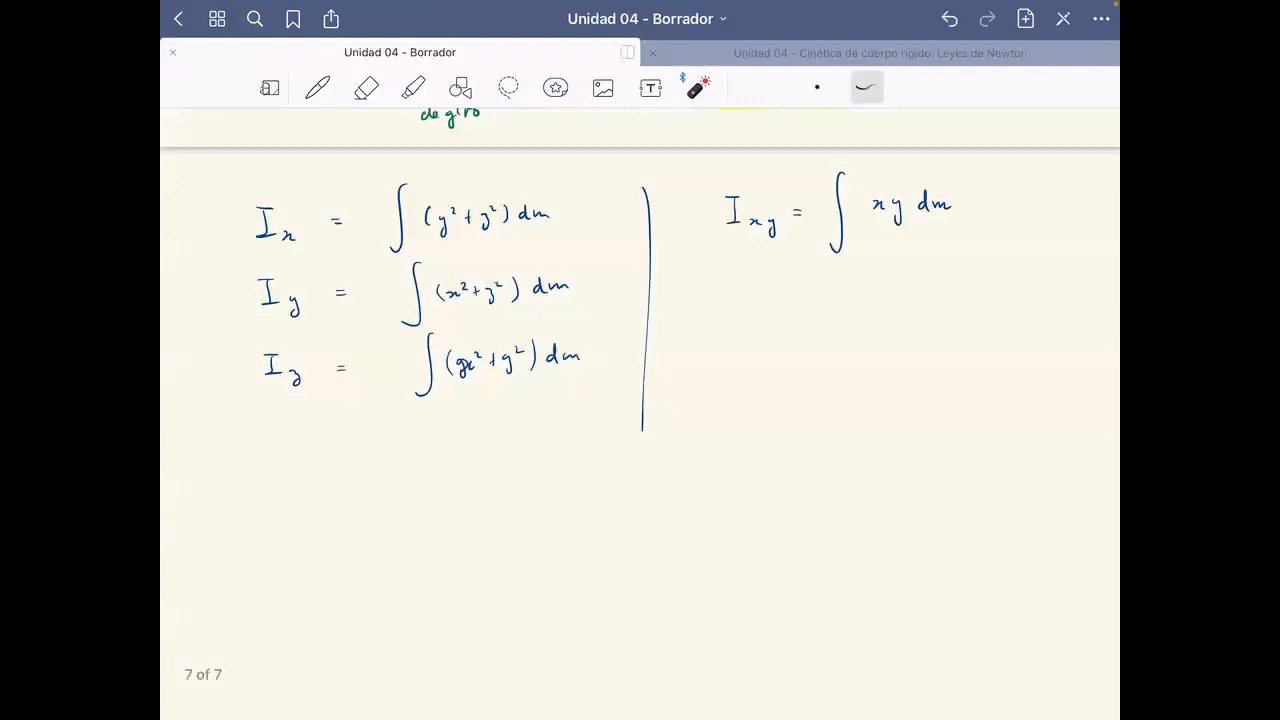 Unidad 04 - Borrador
Unidad 04 - Borrador
Unidad 04 - Cinética de cuerpo rígido. Leyes de Newton
T
de giro
I_x = ∫ (y² + z²) dm
I_y = ∫ (x² + z²) dm
I_z = ∫ (x² + y²) dm
I_xy = ∫ xy dm
7 of 7